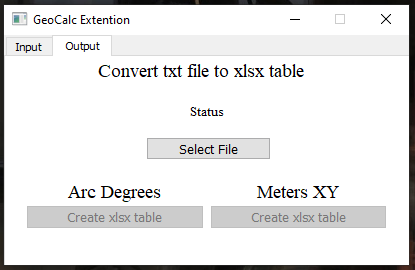 GeoCalc Extention
Input Output
Convert txt file to xlsx table
Status
Select File
Arc Degrees Meters XY
Create xlsx table Create xlsx table